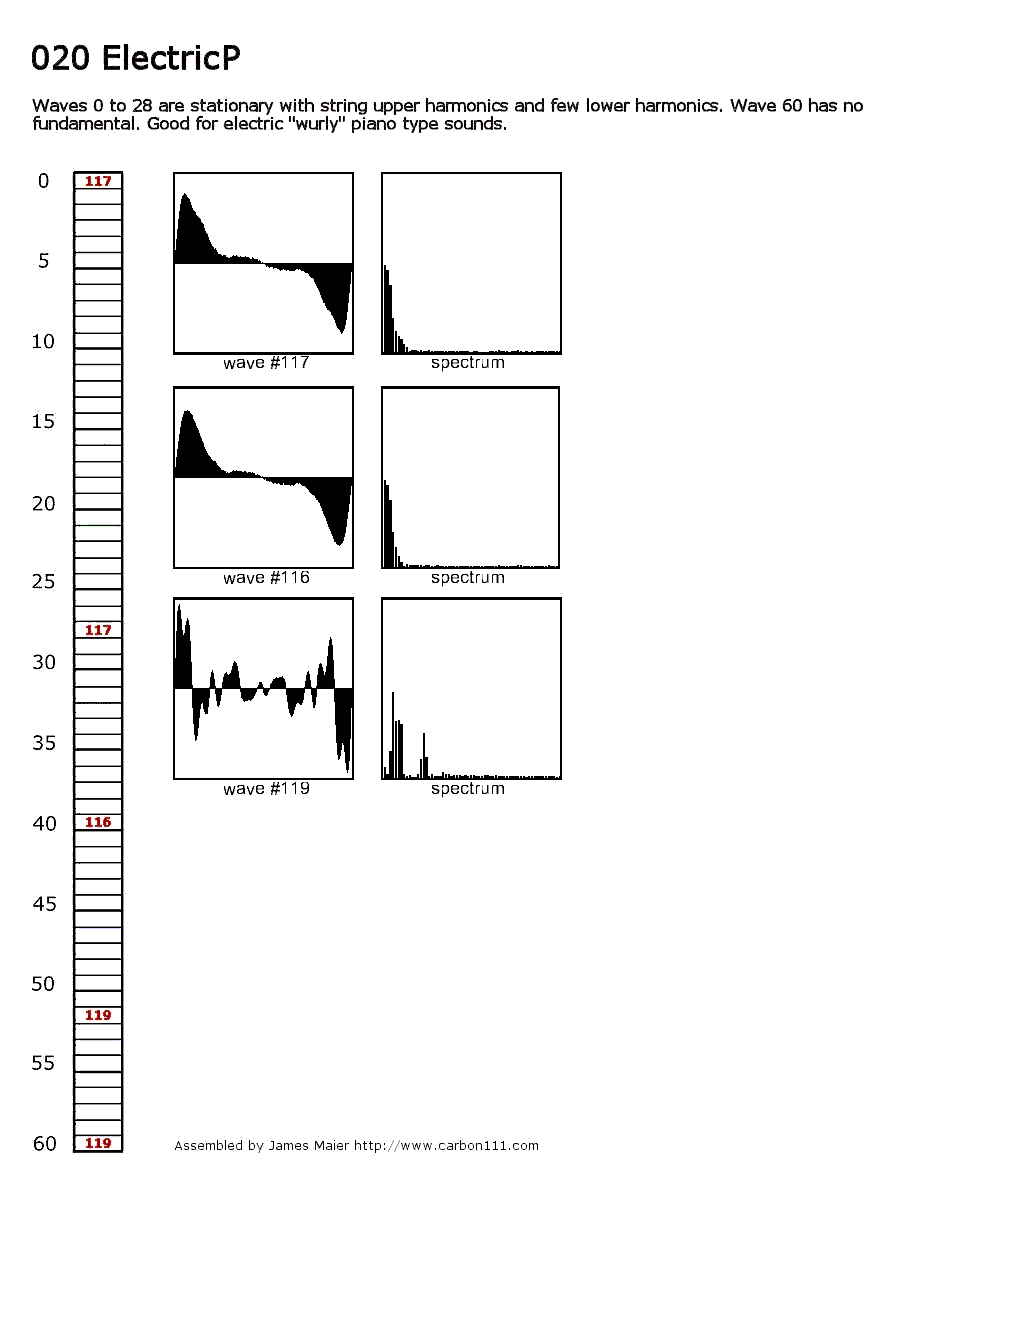 020 ElectricP
Waves 0 to 28 are stationary with string upper harmonics and few lower harmonics. Wave 60 has no
fundamental. Good for electric "wurly" piano type sounds.
0 117
5
10
wave #117 spectrum
15
20
25
wave #116 spectrum
117
30
35
wave #119 spectrum
40 116
45
50
119
55
60 119
Assembled by James Maier http://www.carbon111.com